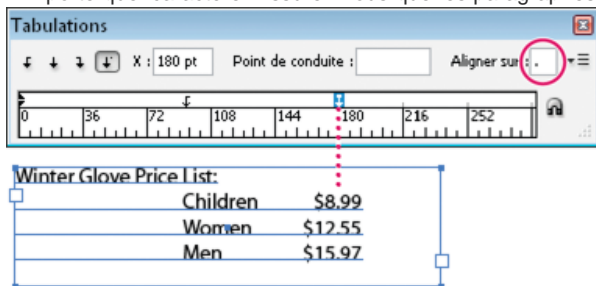 Tabulations
X : 180 pt Point de conduite : Aligner sur : .
0 36 72 108 144 180 216 252
Winter Glove Price List:
Children $8.99
Women $12.55
Men $15.97